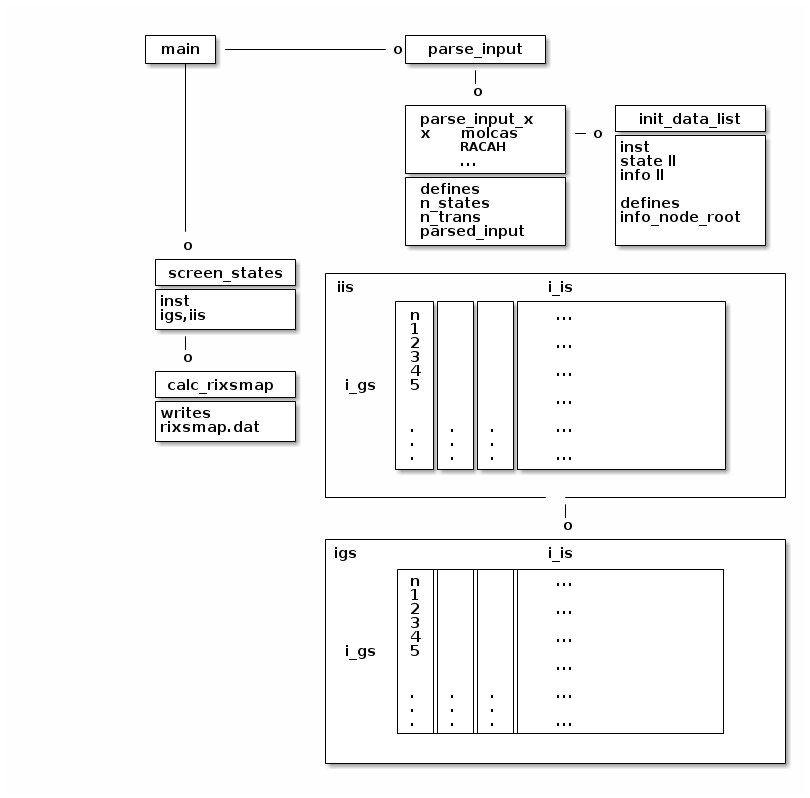 main o parse_input
o
parse_input_x
x molcas
RACAH
...
defines
n_states
n_trans
parsed_input
o init_data_list
inst
state ll
info ll
defines
info_node_root
o
screen_states
inst
igs,iis
o
calc_rixsmap
writes
rixsmap.dat
iis i_is
n ...
1
2 ...
3
4 ...
i_gs 5
...
. . . ...
. . .
. . . ...
o
igs i_is
n ...
1
2 ...
3
4 ...
i_gs 5
...
. . . ...
. . .
. . . ...